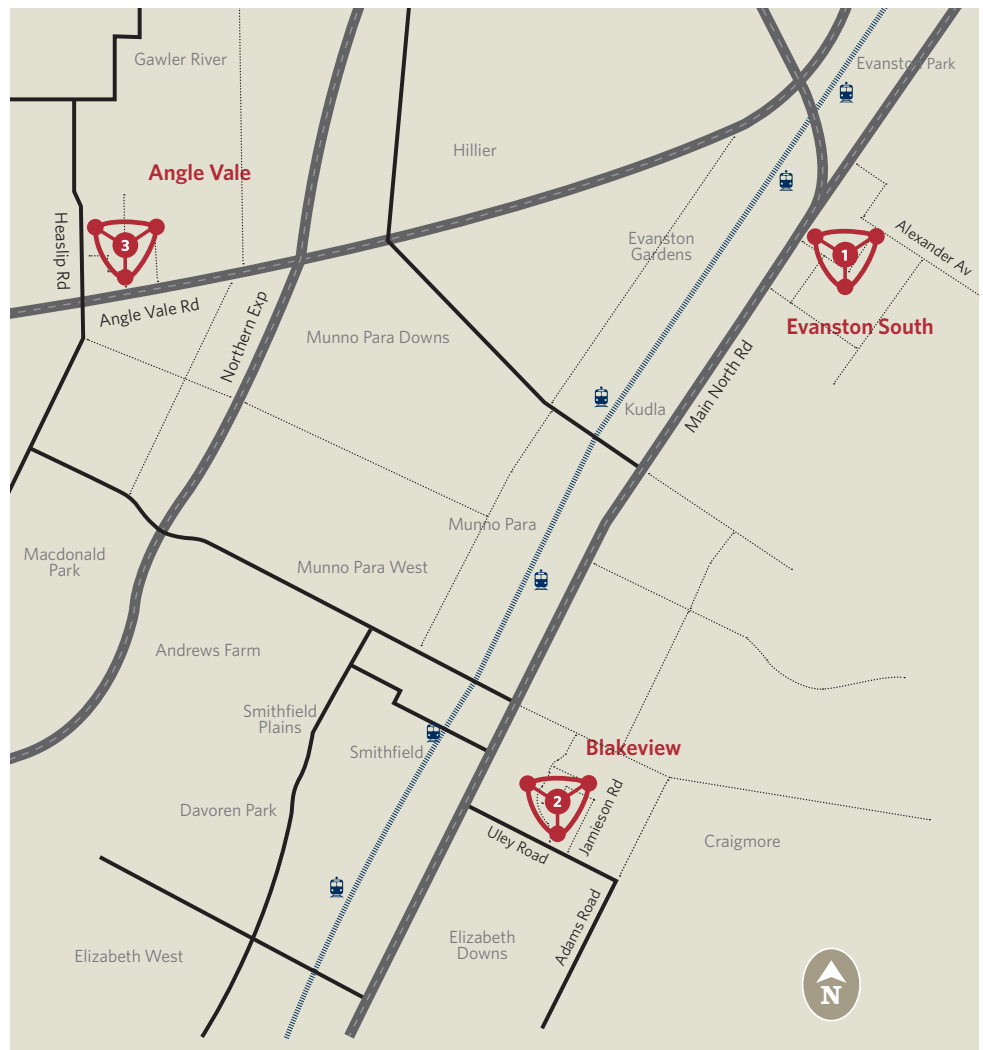 Gawler River
Evanston Park
Hillier
Angle Vale
Heaslip Rd
3
Evanston
Gardens
Alexander Av
1
Angle Vale Rd
Northern Exp
Evanston South
Munno Para Downs
Main North Rd
Kudla
Munno Para
Macdonald
Park
Munno Para West
Andrews Farm
Smithfield
Plains
Smithfield
Blakeview
2
Jamieson Rd
Davoren Park
Uley Road
Craigmore
Adams Road
Elizabeth
Downs
Elizabeth West
N